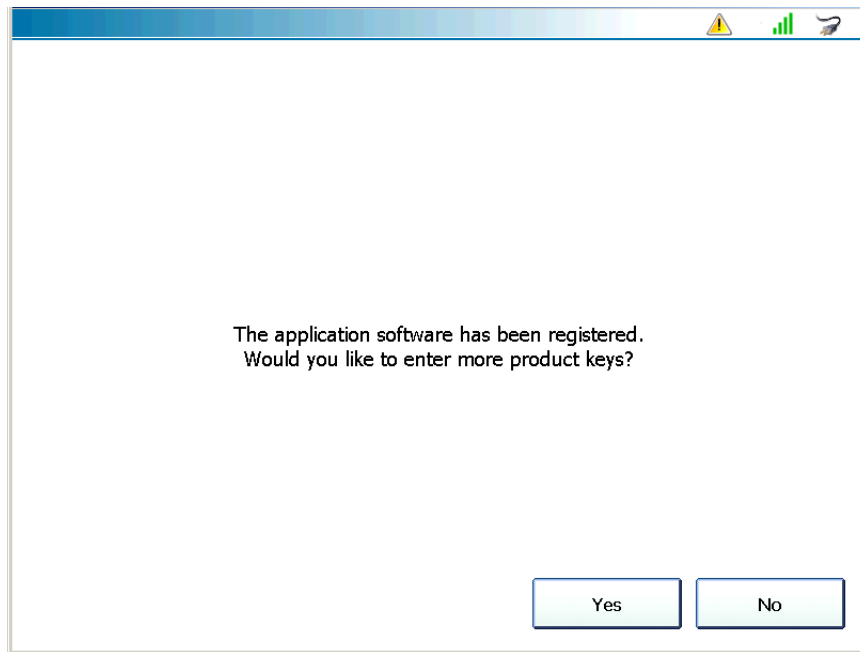 The application software has been registered.
Would you like to enter more product keys?
Yes
No